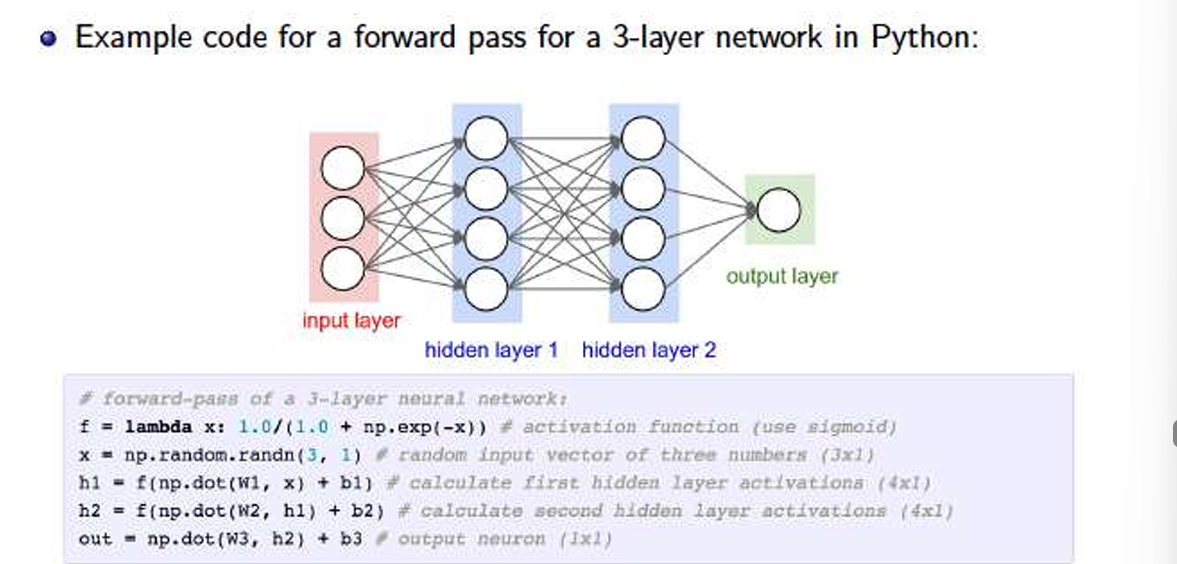 Example code for a forward pass for a 3-layer network in Python:
output layer
input layer
hidden layer 1 hidden layer 2
# forward-pass of a 3-layer neural network:
f = lambda x: 1.0/(1.0 + np.exp(-x)) # activation function (use sigmoid)
x = np.random.randn(3, 1) # random input vector of three numbers (3x1)
h1 = f(np.dot(W1, x) + b1) # calculate first hidden layer activations (4x1)
h2 = f(np.dot(W2, h1) + b2) # calculate second hidden layer activations (4x1)
out = np.dot(W3, h2) + b3 # output neuron (1x1)